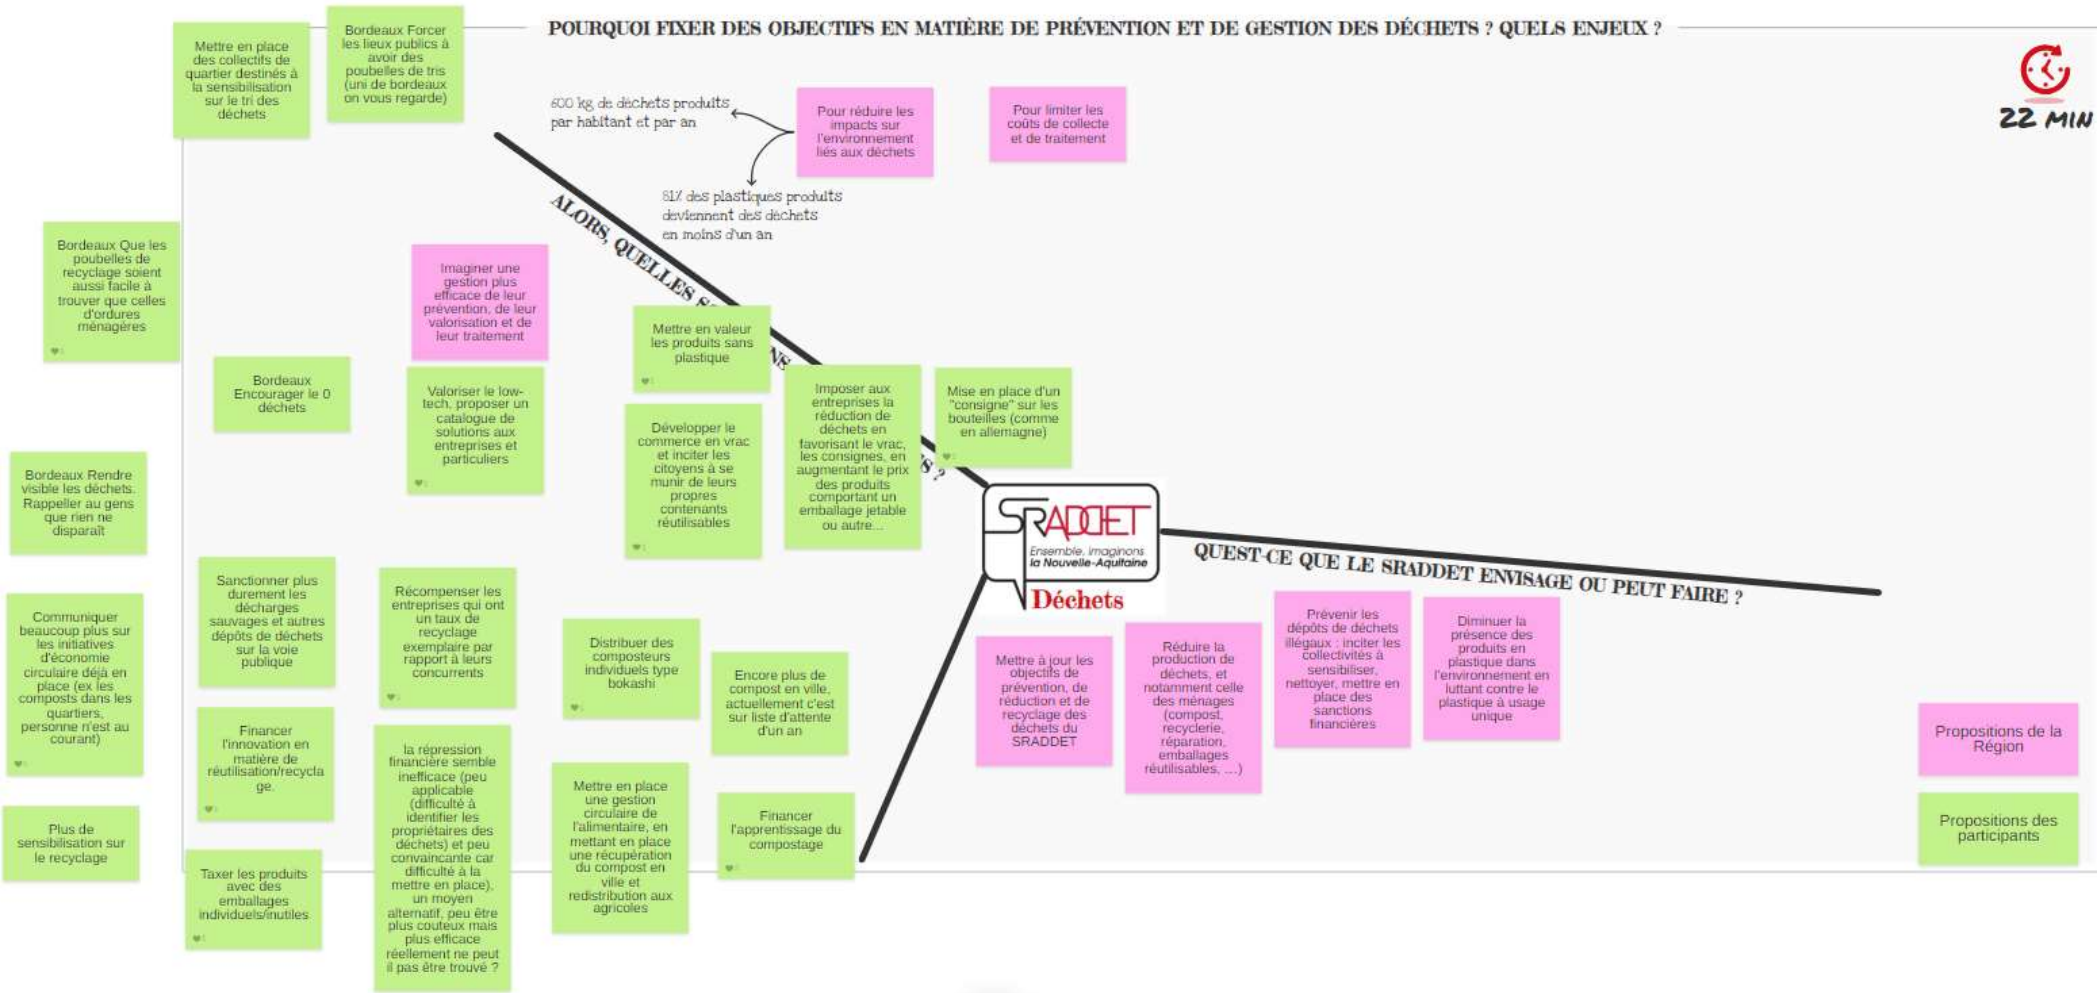 POURQUOI FIXER DES OBJECTIFS EN MATIÈRE DE PRÉVENTION ET DE GESTION DES DÉCHETS ? QUELS ENJEUX ?
22 MIN
Mettre en place
des collectifs de
quartier destinés à
la sensibilisation
sur le tri des
déchets
Bordeaux Forcer
les lieux publics à
avoir des
poubelles de tris
(uni de bordeaux
on vous regarde)
600 kg de déchets produits
par habitant et par an
Pour réduire les
impacts sur
l'environnement
liés aux déchets
Pour limiter les
coûts de collecte
et de traitement
81% des plastiques produits
deviennent des déchets
en moins d'un an
ALORS, QUELLES
Bordeaux Que les
poubelles de
recyclage soient
aussi facile à
trouver que celles
d'ordures
ménagères
Imaginer une
gestion plus
efficace de leur
prévention, de leur
valorisation et de
leur traitement
Mettre en valeur
les produits sans
plastique
Bordeaux
Encourager le 0
déchets
Valoriser le low-
tech, proposer un
catalogue de
solutions aux
entreprises et
particuliers
Développer le
commerce en vrac
et inciter les
citoyens à se
munir de leurs
propres
contenants
réutilisables
Imposer aux
entreprises la
réduction de
déchets en
favorisant le vrac,
les consignes, en
augmentant le prix
des produits
comportant un
emballage jetable
ou autre...
Mise en place d'un
"consigne" sur les
bouteilles (comme
en allemagne)
Bordeaux Rendre
visible les déchets.
Rappeller au gens
que rien ne
disparaît
SRADDET
Ensemble, imaginons
la Nouvelle-Aquitaine
Déchets
QUEST-CE QUE LE SRADDET ENVISAGE OU PEUT FAIRE ?
Communiquer
beaucoup plus sur
les initiatives
d'économie
circulaire déjà en
place (ex les
composts dans les
quartiers,
personne n'est au
courant)
Sanctionner plus
durement les
décharges
sauvages et autres
dépôts de déchets
sur la voie
publique
Récompenser les
entreprises qui ont
un taux de
recyclage
exemplaire par
rapport à leurs
concurrents
Distribuer des
composteurs
individuels type
bokashi
Encore plus de
compost en ville,
actuellement c'est
sur liste d'attente
d'un an
Mettre à jour les
objectifs de
prévention, de
réduction et de
recyclage des
déchets du
SRADDET
Réduire la
production de
déchets, et
notamment celle
des ménages
(compost,
recyclerie,
réparation,
emballages
réutilisables, ...)
Prévenir les
dépôts de déchets
illégaux : inciter les
collectivités à
sensibiliser,
nettoyer, mettre en
place des
sanctions
financières
Diminuer la
présence des
produits en
plastique dans
l'environnement en
luttant contre le
plastique à usage
unique
Financer
l'innovation en
matière de
réutilisation/recycla
ge.
la répression
financière semble
inefficace (peu
applicable
(difficulté à
identifier les
propriétaires des
déchets) et peu
convaincante car
difficulté à la
mettre en place),
un moyen
alternatif, peu être
plus couteux mais
plus efficace
réellement ne peut
il pas être trouvé ?
Mettre en place
une gestion
circulaire de
l'alimentaire, en
mettant en place
une récupération
du compost en
ville et
redistribution aux
agricoles
Financer
l'apprentissage du
compostage
Plus de
sensibilisation sur
le recyclage
Taxer les produits
avec des
emballages
individuels/inutiles
Propositions de la
Région
Propositions des
participants